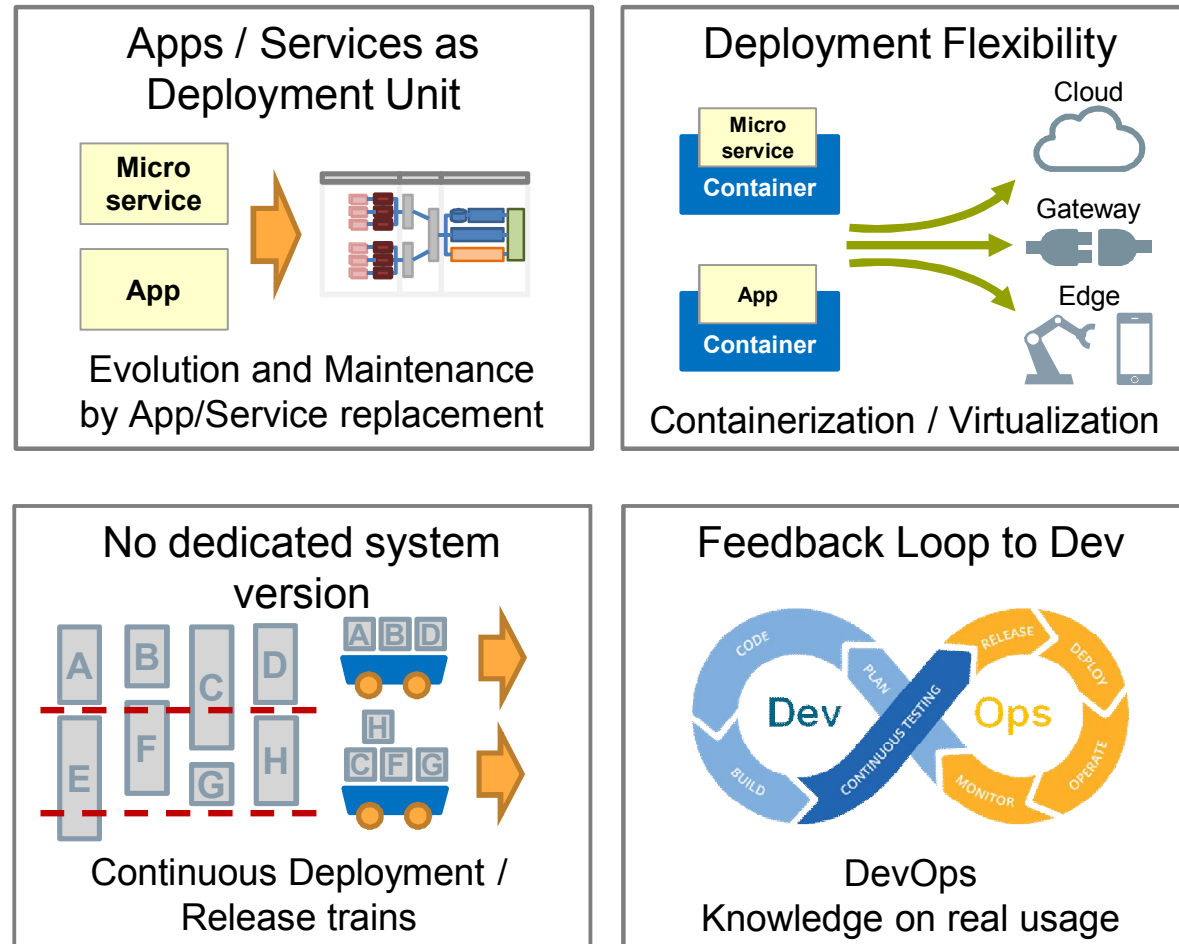 Apps / Services as
Deployment Unit
Micro
service
App
Evolution and Maintenance
by App/Service replacement
Deployment Flexibility
Micro
service
Container
App
Container
Cloud
Gateway
Edge
Containerization / Virtualization
No dedicated system
version
A
B
C
D
E
F
G
H
A B D
H
C F G
Continuous Deployment /
Release trains
Feedback Loop to Dev
CODE
PLAN
BUILD
CONTINUOUS TESTING
RELEASE
DEPLOY
OPERATE
MONITOR
Dev
Ops
DevOps
Knowledge on real usage